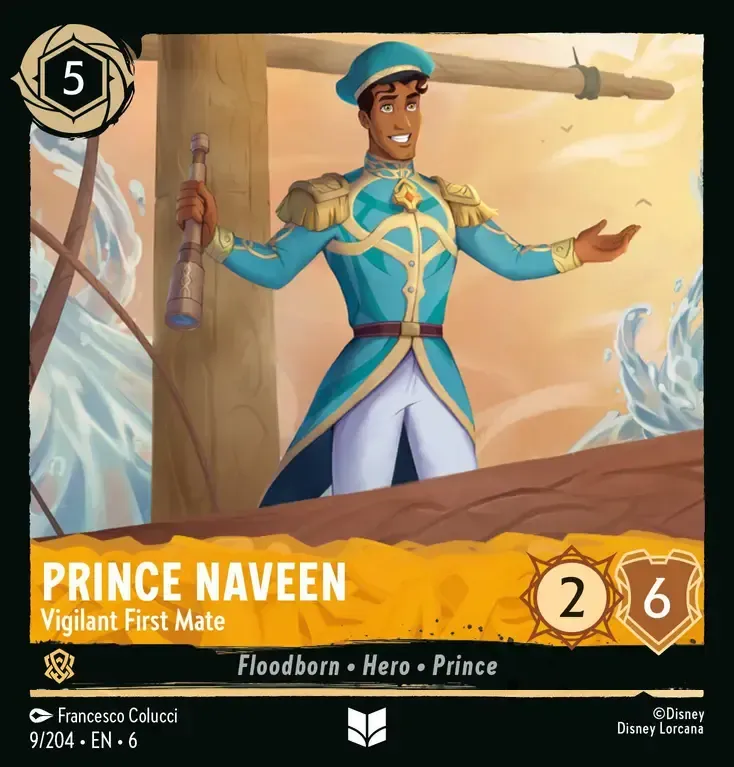 5
PRINCE NAVEEN
Vigilant First Mate
2
6
Floodborn • Hero • Prince
Francesco Colucci
9/204 • EN • 6
©Disney
Disney Lorcana